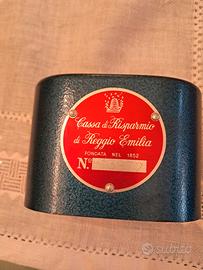 Cassa di Risparmio
di Reggio Emilia
FONDATA NEL 1852
N.º
subito